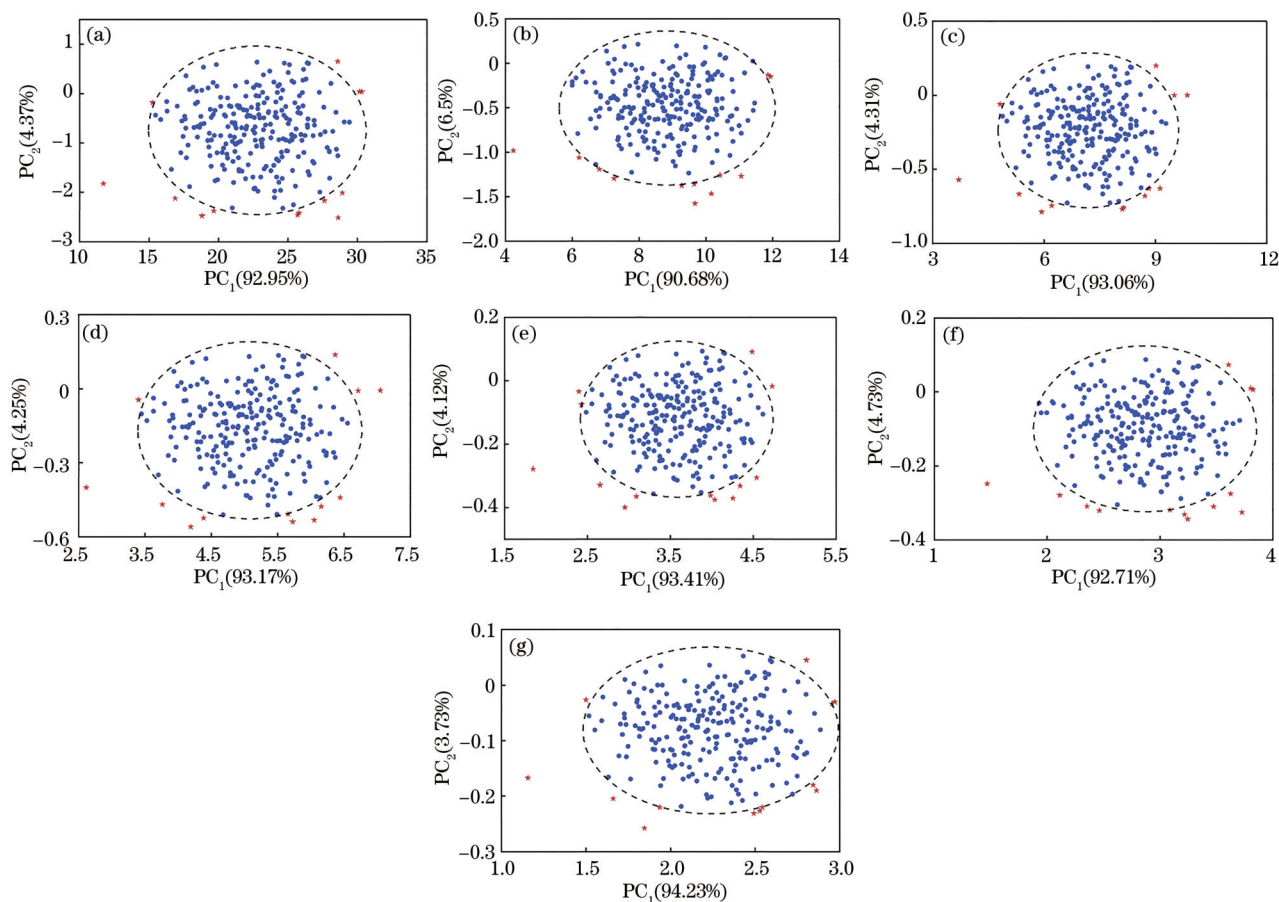 (a)
1
0
−1
−2
−3
PC2(4.37%)
10 15 20 25 30 35
PC1(92.95%)
(b)
0.5
0
−0.5
−1.0
−1.5
−2.0
PC2(6.5%)
4 6 8 10 12 14
PC1(90.68%)
(c)
0.5
0
−0.5
−1.0
PC2(4.31%)
3 6 9 12
PC1(93.06%)
(d)
0.3
0
−0.3
−0.6
PC2(4.25%)
2.5 3.5 4.5 5.5 6.5 7.5
PC1(93.17%)
(e)
0.2
0
−0.2
−0.4
PC2(4.12%)
1.5 2.5 3.5 4.5 5.5
PC1(93.41%)
(f)
0.2
0
−0.2
−0.4
PC2(4.73%)
1 2 3 4
PC1(92.71%)
(g)
0.1
0
−0.1
−0.2
−0.3
PC2(3.73%)
1.0 1.5 2.0 2.5 3.0
PC1(94.23%)